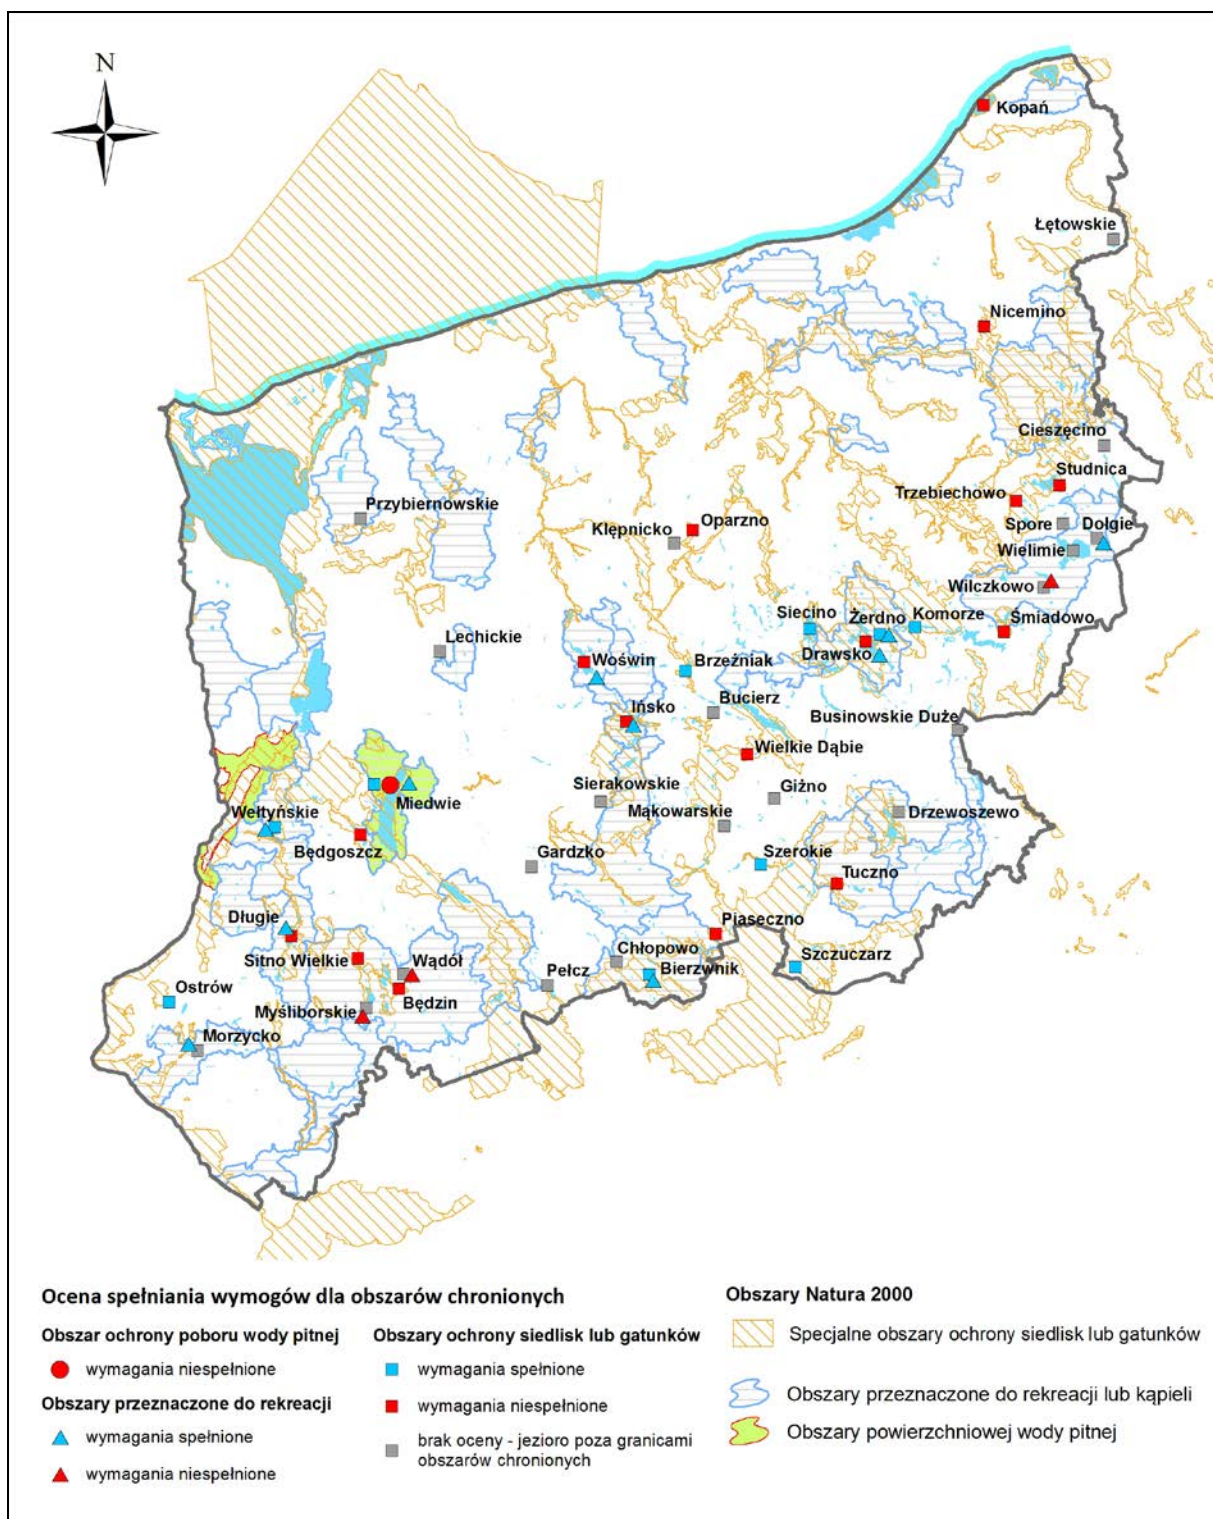 N
Kopań
Łętowskie
Nicemino
Cieszęcino
Studnica
Trzebiechowo
Przybiernowskie
Oparzno
Spore
Dołgie
Klępnicko
Wielimie
Wilczkowo
Siecino
Żerdno
Komorze
Śmiadowo
Lechickie
Drawsko
Woświn
Brzeźniak
Ińsko
Bucierz
Businowskie Duże
Wielkie Dąbie
Sierakowskie
Giżno
Miedwie
Wełtyńskie
Mąkowarskie
Drzewoszewo
Będgoszcz
Gardzko
Szerokie
Tuczno
Długie
Piaseczno
Chłopowo
Sitno Wielkie
Wądół
Szczuczarz
Bierzwnik
Pełcz
Ostrów
Będzin
Myśliborskie
Morzycko
Ocena spełniania wymogów dla obszarów chronionych
Obszar ochrony poboru wody pitnej
wymagania niespełnione
Obszary przeznaczone do rekreacji
wymagania spełnione
wymagania niespełnione
Obszary ochrony siedlisk lub gatunków
wymagania spełnione
wymagania niespełnione
brak oceny - jezioro poza granicami
obszarów chronionych
Obszary Natura 2000
Specjalne obszary ochrony siedlisk lub gatunków
Obszary przeznaczone do rekreacji lub kąpieli
Obszary powierzchniowej wody pitnej